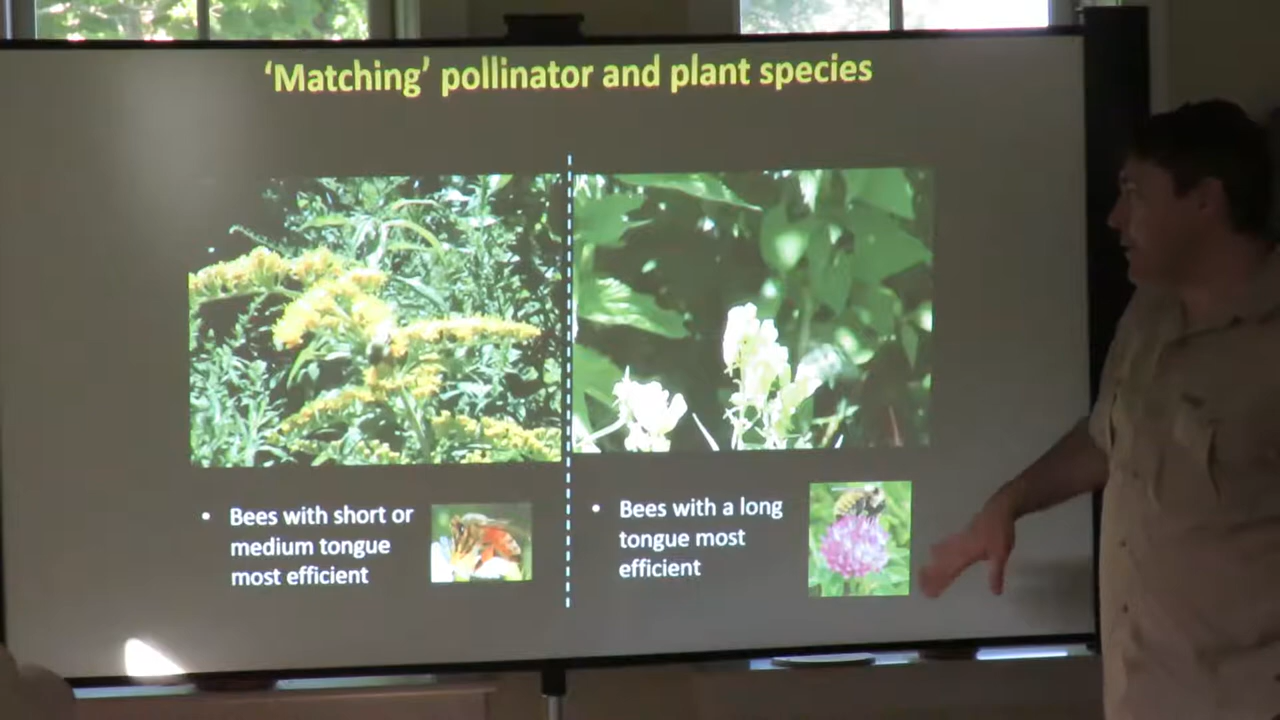 ‘Matching’ pollinator and plant species
• Bees with short or
medium tongue
most efficient
• Bees with a long
tongue most
efficient